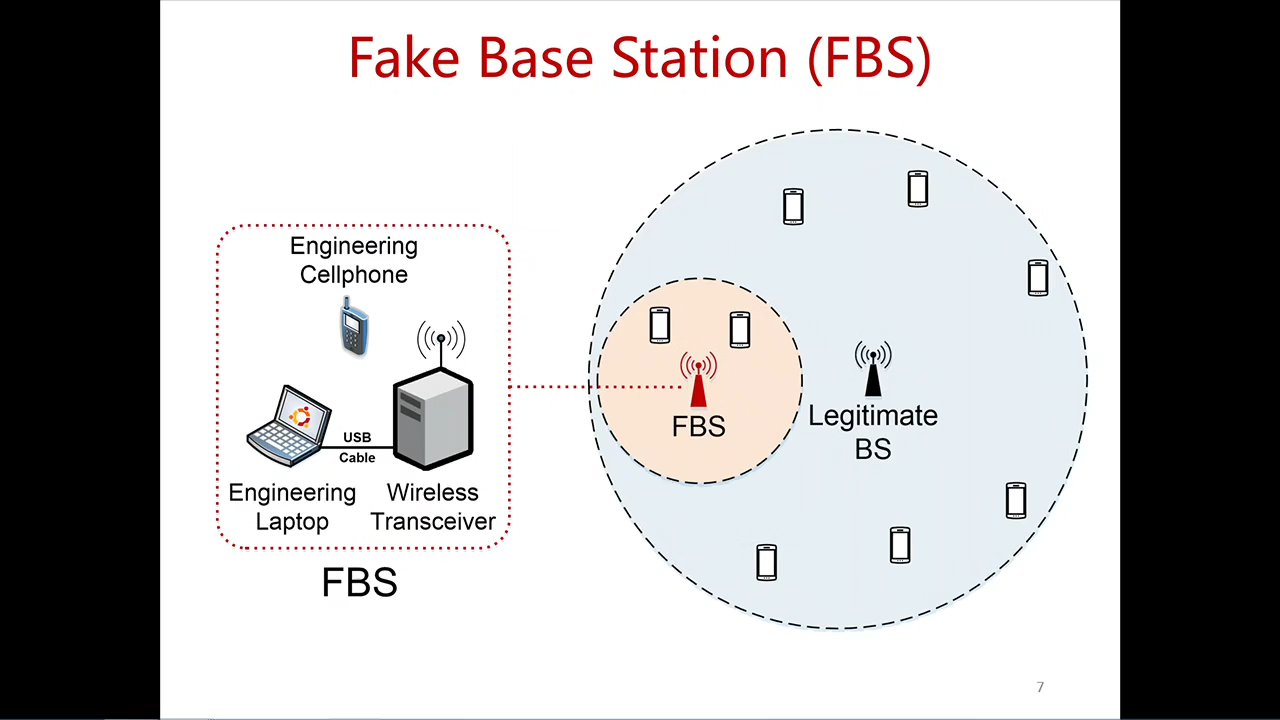 Fake Base Station (FBS)
Engineering
Cellphone
USB
Cable
Engineering
Laptop
Wireless
Transceiver
FBS
FBS
Legitimate
BS
7